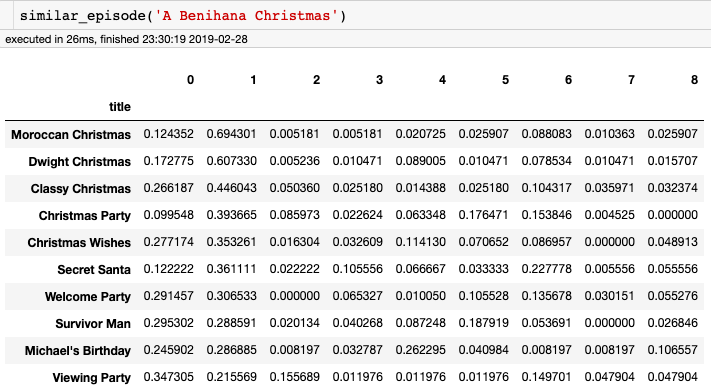 similar_episode('A Benihana Christmas')
executed in 26ms, finished 23:30:19 2019-02-28
0 1 2 3 4 5 6 7 8
title
Moroccan Christmas 0.124352 0.694301 0.005181 0.005181 0.020725 0.025907 0.088083 0.010363 0.025907
Dwight Christmas 0.172775 0.607330 0.005236 0.010471 0.089005 0.010471 0.078534 0.010471 0.015707
Classy Christmas 0.266187 0.446043 0.050360 0.025180 0.014388 0.025180 0.104317 0.035971 0.032374
Christmas Party 0.099548 0.393665 0.085973 0.022624 0.063348 0.176471 0.153846 0.004525 0.000000
Christmas Wishes 0.277174 0.353261 0.016304 0.032609 0.114130 0.070652 0.086957 0.000000 0.048913
Secret Santa 0.122222 0.361111 0.022222 0.105556 0.066667 0.033333 0.227778 0.005556 0.055556
Welcome Party 0.291457 0.306533 0.000000 0.065327 0.010050 0.105528 0.135678 0.030151 0.055276
Survivor Man 0.295302 0.288591 0.020134 0.040268 0.087248 0.187919 0.053691 0.000000 0.026846
Michael's Birthday 0.245902 0.286885 0.008197 0.032787 0.262295 0.040984 0.008197 0.008197 0.106557
Viewing Party 0.347305 0.215569 0.155689 0.011976 0.011976 0.011976 0.149701 0.047904 0.047904